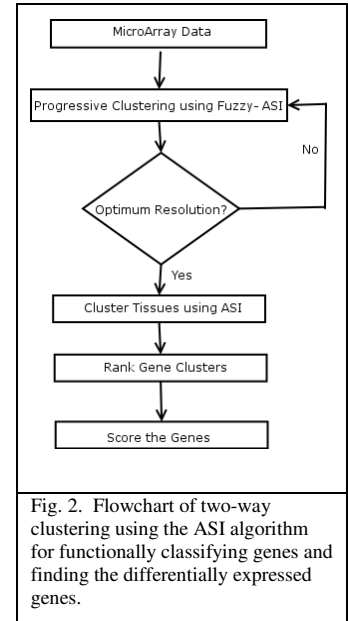 MicroArray Data
Progressive Clustering using Fuzzy- ASI
No
Optimum Resolution?
Yes
Cluster Tissues using ASI
Rank Gene Clusters
Score the Genes
Fig. 2. Flowchart of two-way
clustering using the ASI algorithm
for functionally classifying genes and
finding the differentially expressed
genes.